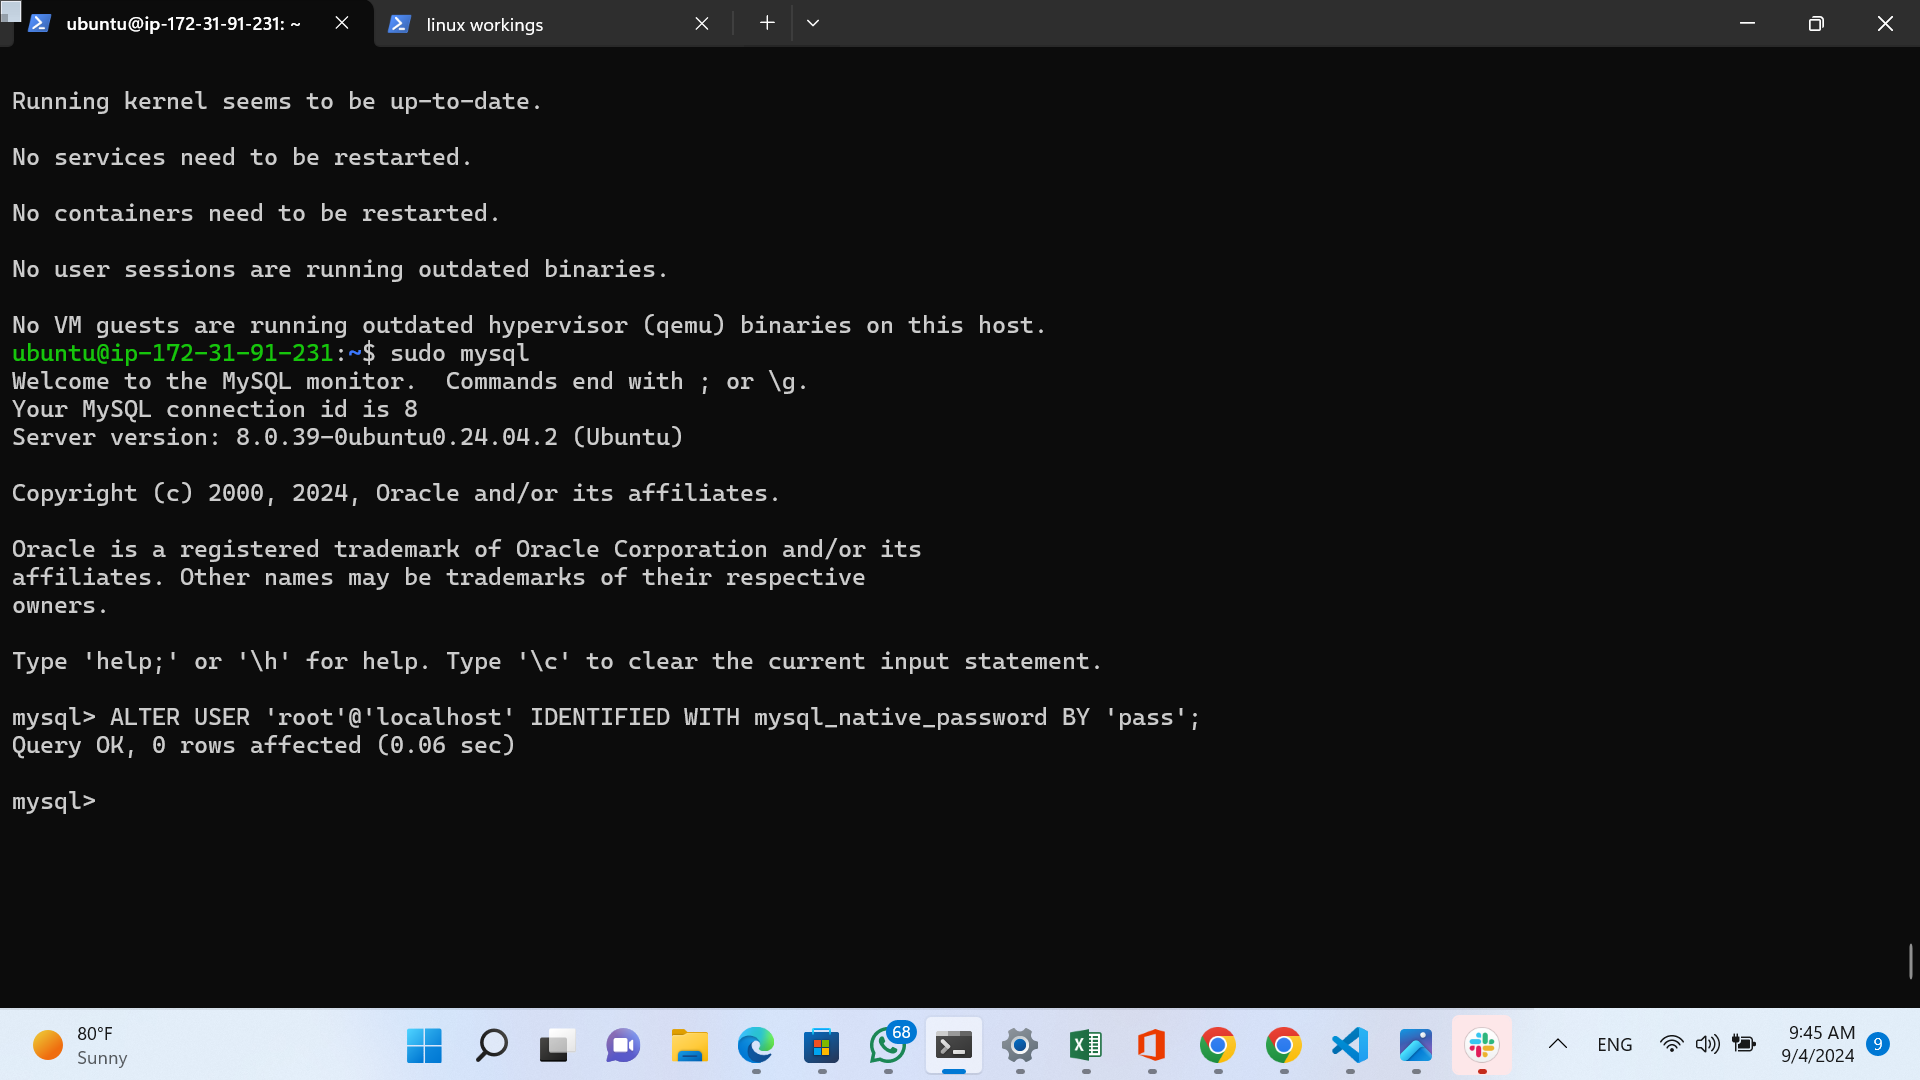 ubuntu@ip-172-31-91-231: ~
linux workings
Running kernel seems to be up-to-date.
No services need to be restarted.
No containers need to be restarted.
No user sessions are running outdated binaries.
No VM guests are running outdated hypervisor (qemu) binaries on this host.
ubuntu@ip-172-31-91-231:~$ sudo mysql
Welcome to the MySQL monitor.  Commands end with ; or \g.
Your MySQL connection id is 8
Server version: 8.0.39-0ubuntu0.24.04.2 (Ubuntu)
Copyright (c) 2000, 2024, Oracle and/or its affiliates.
Oracle is a registered trademark of Oracle Corporation and/or its
affiliates. Other names may be trademarks of their respective
owners.
Type 'help;' or '\h' for help. Type '\c' to clear the current input statement.
mysql> ALTER USER 'root'@'localhost' IDENTIFIED WITH mysql_native_password BY 'pass';
Query OK, 0 rows affected (0.06 sec)
mysql>
80°F
Sunny
68
ENG
9:45 AM
9/4/2024
9